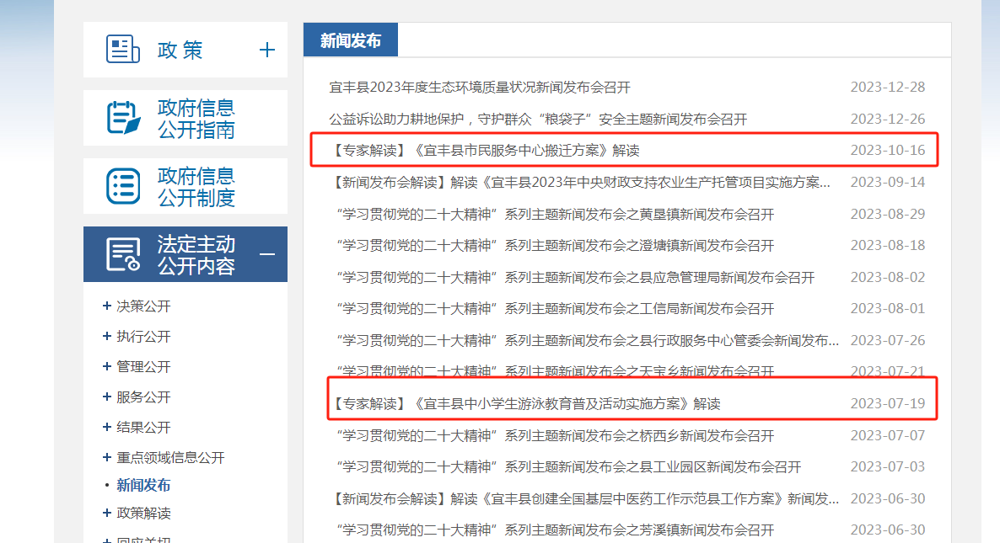 政 策
政府信息
公开指南
政府信息
公开制度
法定主动
公开内容
决策公开
执行公开
管理公开
服务公开
结果公开
重点领域信息公开
新闻发布
政策解读
回应关切
新闻发布
宜丰县2023年度生态环境质量状况新闻发布会召开 2023-12-28
公益诉讼助力耕地保护，守护群众“粮袋子”安全主题新闻发布会召开 2023-12-26
【专家解读】《宜丰县市民服务中心搬迁方案》解读 2023-10-16
【新闻发布会解读】解读《宜丰县2023年中央财政支持农业生产托管项目实施方案... 2023-09-14
“学习贯彻党的二十大精神”系列主题新闻发布会之黄垦镇新闻发布会召开 2023-08-29
“学习贯彻党的二十大精神”系列主题新闻发布会之澄塘镇新闻发布会召开 2023-08-18
“学习贯彻党的二十大精神”系列主题新闻发布会之县应急管理局新闻发布会召开 2023-08-02
“学习贯彻党的二十大精神”系列主题新闻发布会之工信局新闻发布会召开 2023-08-01
“学习贯彻党的二十大精神”系列主题新闻发布会之县行政服务中心管委会新闻发布... 2023-07-26
“学习贯彻党的二十大精神”系列主题新闻发布会之天宝乡新闻发布会召开 2023-07-21
【专家解读】《宜丰县中小学生游泳教育普及活动实施方案》解读 2023-07-19
“学习贯彻党的二十大精神”系列主题新闻发布会之桥西乡新闻发布会召开 2023-07-07
“学习贯彻党的二十大精神”系列主题新闻发布会之县工业园区新闻发布会召开 2023-07-03
【新闻发布会解读】解读《宜丰县创建全国基层中医药工作示范县工作方案》新闻发... 2023-06-30
“学习贯彻党的二十大精神”系列主题新闻发布会之芳溪镇新闻发布会召开 2023-06-30